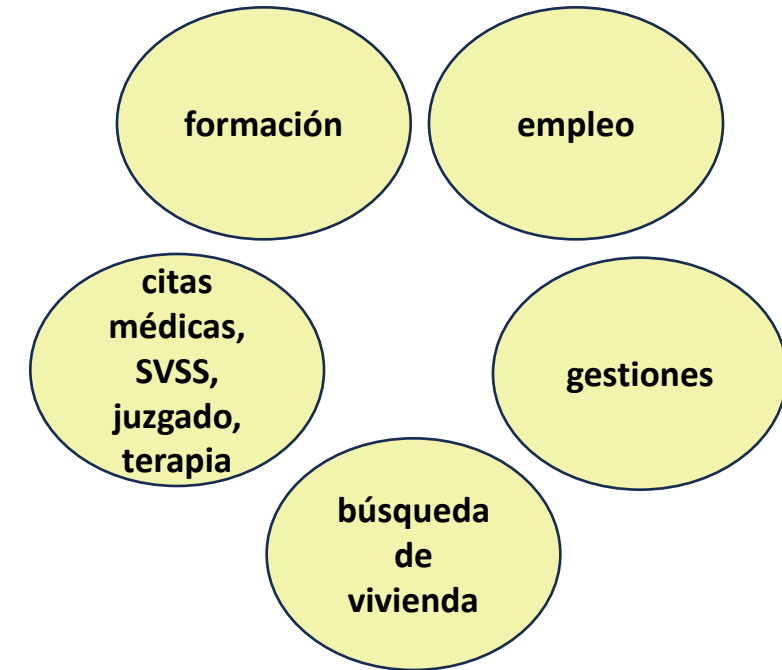 formación
empleo
citas
médicas,
SVSS,
juzgado,
terapia
gestiones
búsqueda
de
vivienda